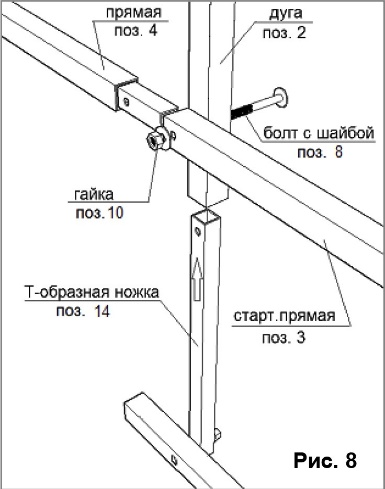 прямая
поз. 4
дуга
поз. 2
болт с шайбой
поз. 8
гайка
поз. 10
Т-образная ножка
поз. 14
старт.прямая
поз. 3
Рис. 8